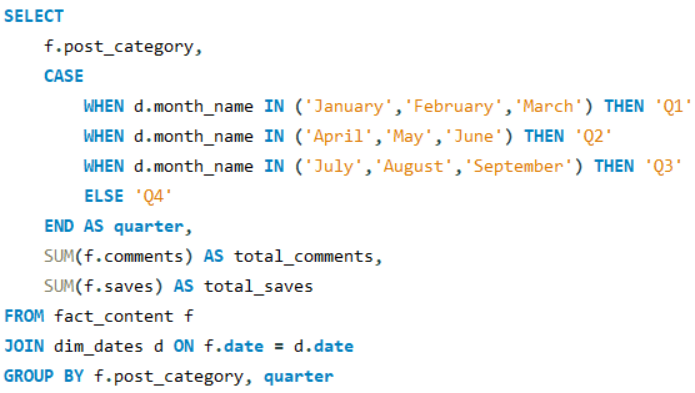 SELECT
f.post_category,
CASE
WHEN d.month_name IN ('January','February','March') THEN 'Q1'
WHEN d.month_name IN ('April','May','June') THEN 'Q2'
WHEN d.month_name IN ('July','August','September') THEN 'Q3'
ELSE 'Q4'
END AS quarter,
SUM(f.comments) AS total_comments,
SUM(f.saves) AS total_saves
FROM fact_content f
JOIN dim_dates d ON f.date = d.date
GROUP BY f.post_category, quarter